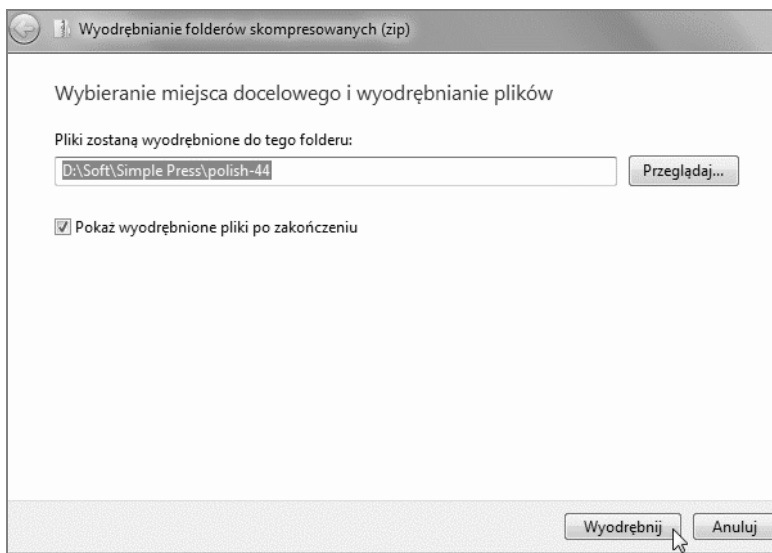 Wyodrębnianie folderów skompresowanych (zip)
Wybieranie miejsca docelowego i wyodrębnianie plików
Pliki zostaną wyodrębnione do tego folderu:
D:\Soft\Simple Press\polish-44
Przeglądaj...
Pokaż wyodrębnione pliki po zakończeniu
Wyodrębnij
Anuluj